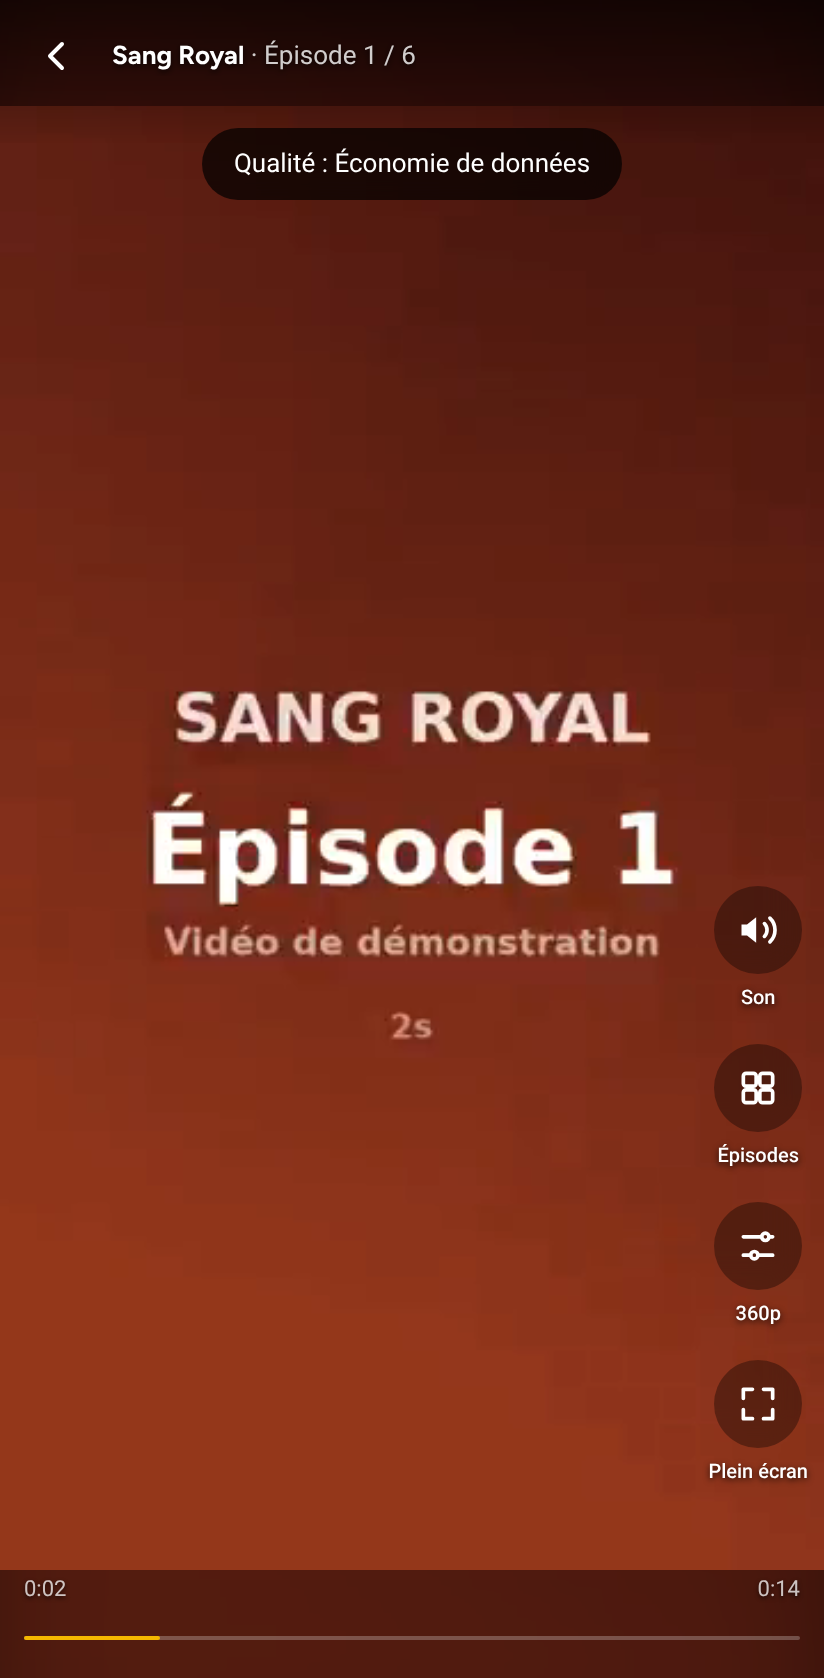 Sang Royal · Épisode 1 / 6
Qualité : Économie de données
SANG ROYAL
Épisode 1
Vidéo de démonstration
2s
Son
Épisodes
360p
Plein écran
0:02
0:14